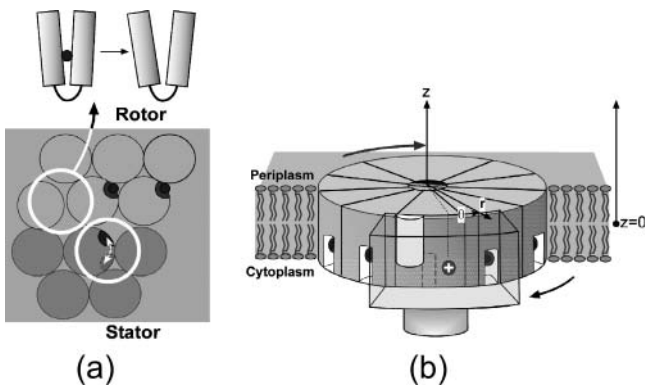 Rotor
Stator
(a)
z
Periplasm
r
θ
z=0
+
Cytoplasm
(b)